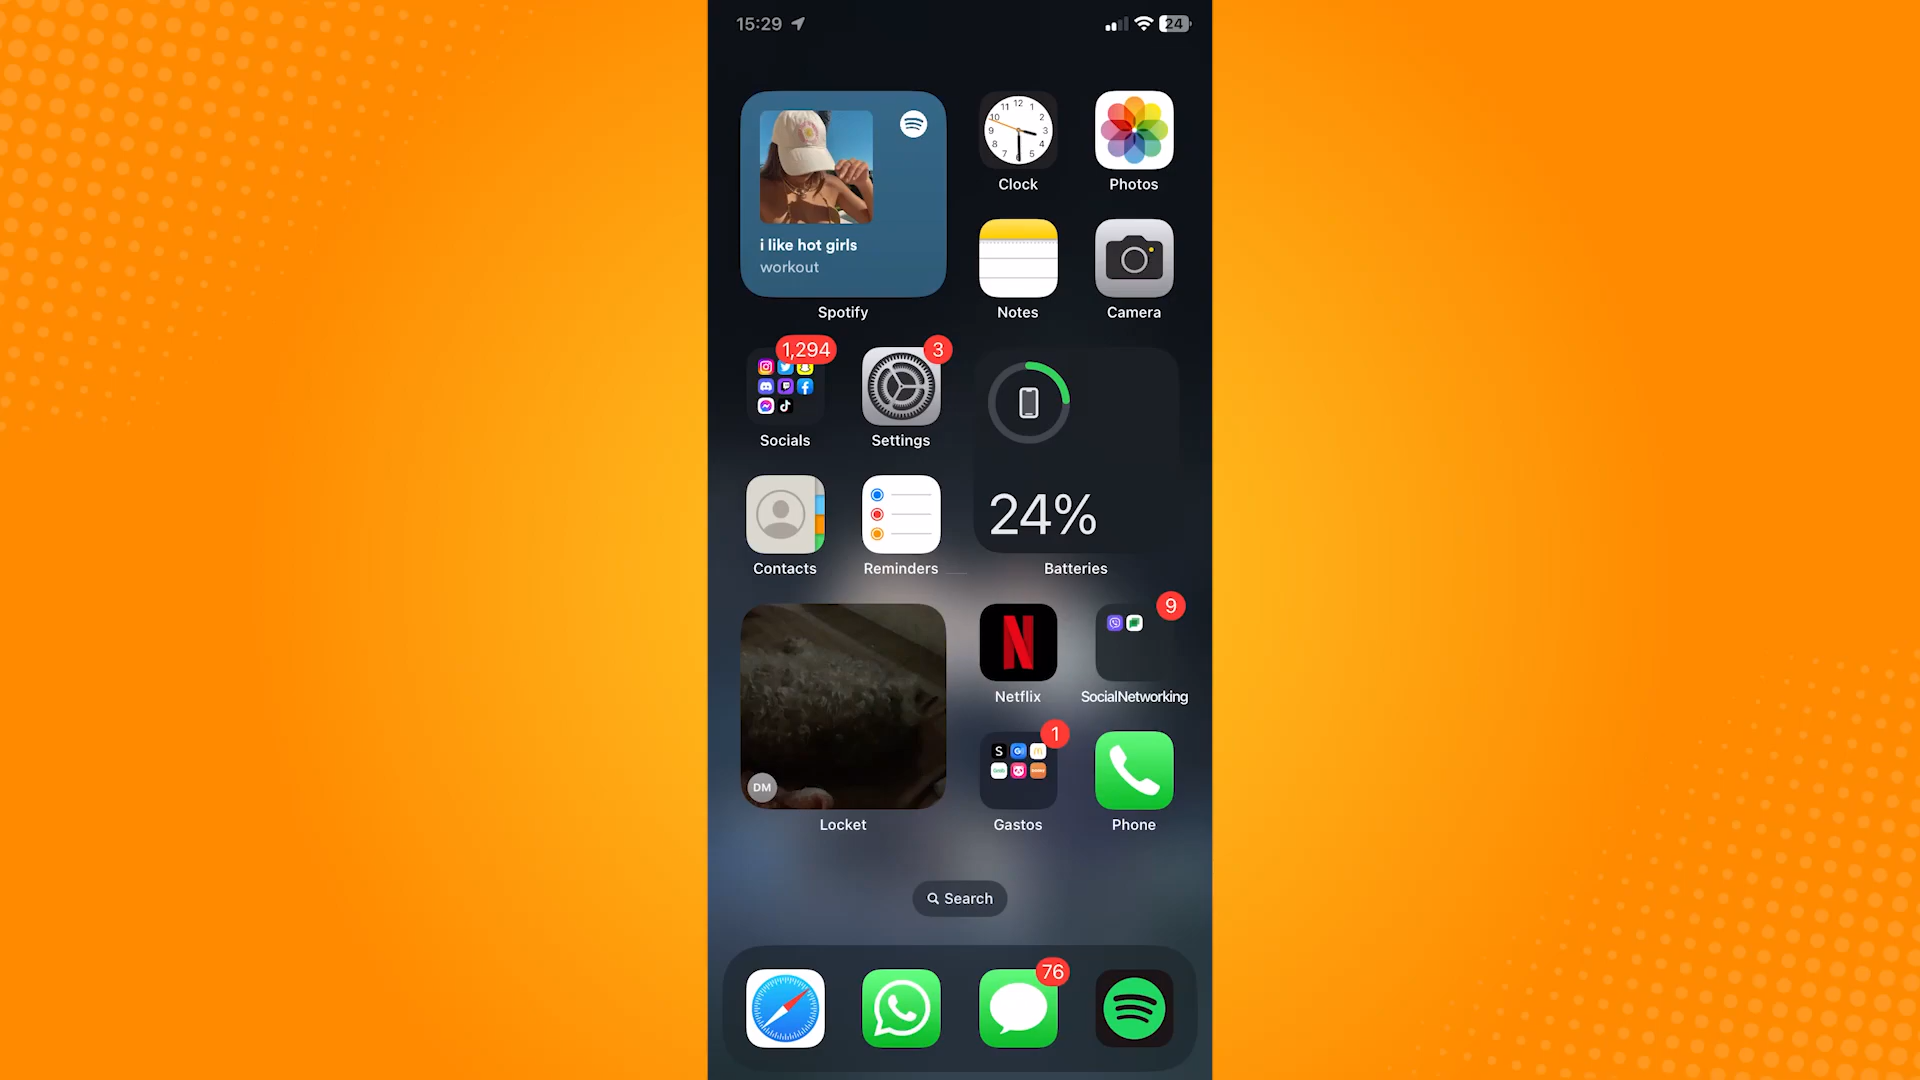 15:29
24
i like hot girls
workout
Spotify
Clock
Photos
Notes
Camera
1,294
Socials
3
Settings
24%
Batteries
Contacts
Reminders
DM
Locket
Netflix
9
SocialNetworking
1
Gastos
Phone
Search
76